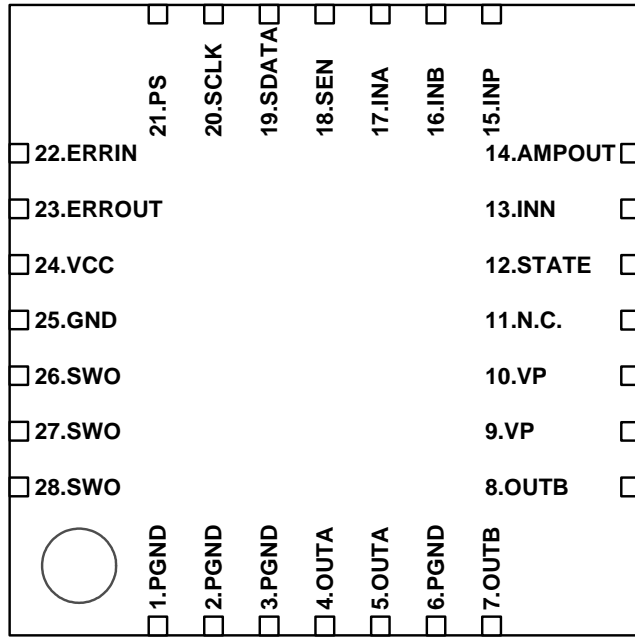 21.PS
20.SCLK
19.SDATA
18.SEN
17.INA
16.INB
15.INP
22.ERRIN
14.AMPOUT
23.ERROUT
13.INN
24.VCC
12.STATE
25.GND
11.N.C.
26.SWO
10.VP
27.SWO
9.VP
28.SWO
8.OUTB
1.PGND
2.PGND
3.PGND
4.OUTA
5.OUTA
6.PGND
7.OUTB